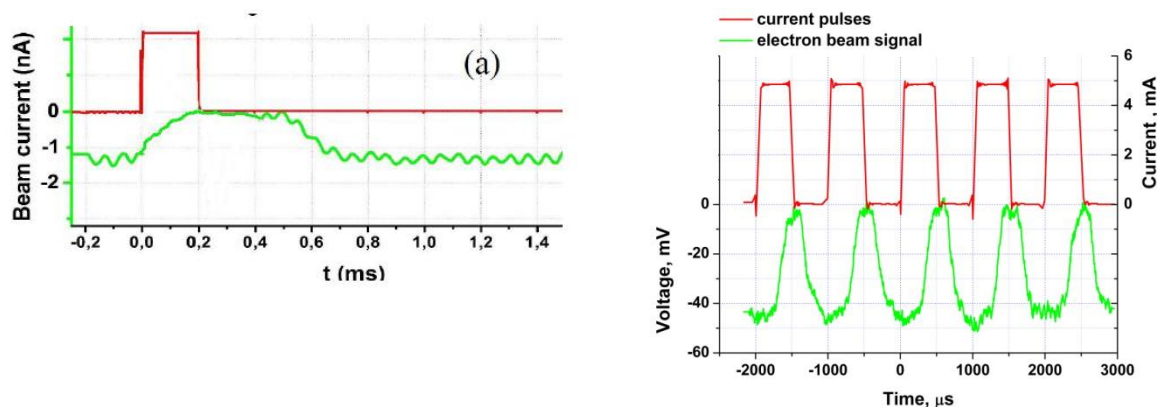 Beam current (nA)
0
-1
-2
(a)
-0,2 0,0 0,2 0,4 0,6 0,8 1,0 1,2 1,4
t (ms)
current pulses
electron beam signal
Voltage, mV
0
-20
-40
-60
6
4
2
0
Current , mA
-2000 -1000 0 1000 2000 3000
Time, μs